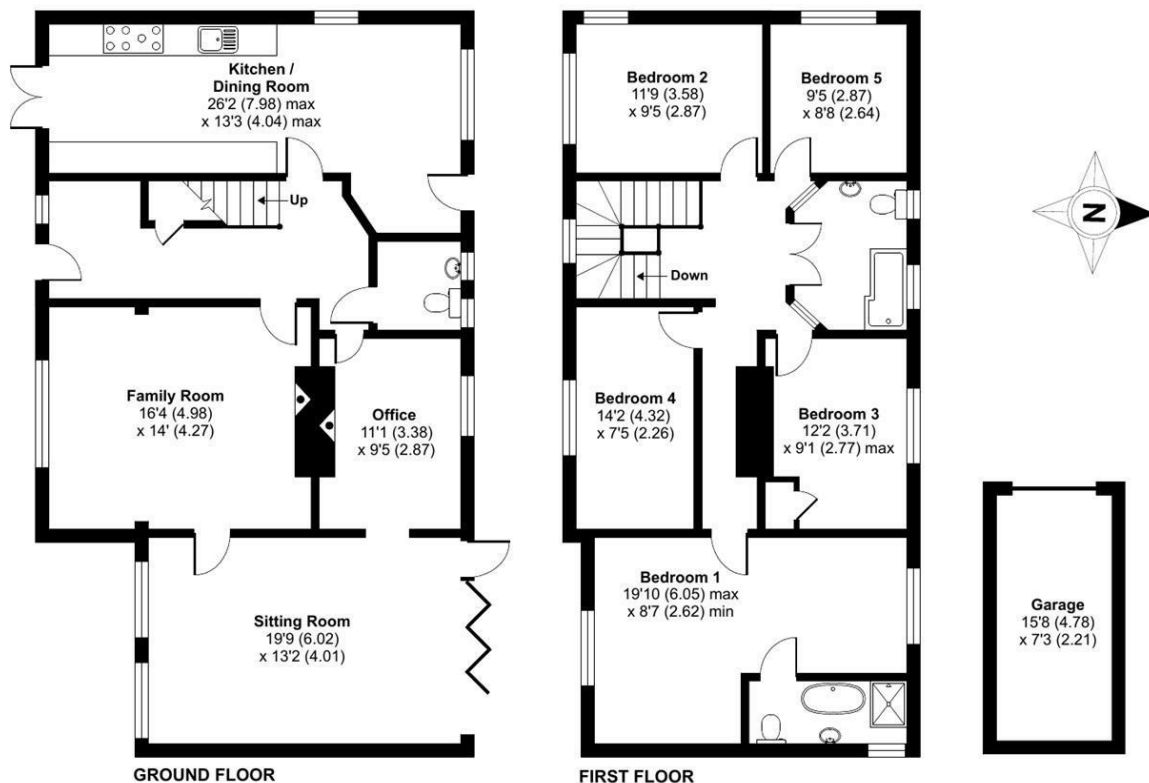 Kitchen /
Dining Room
26'2 (7.98) max
x 13'3 (4.04) max
Up
Family Room
16'4 (4.98)
x 14' (4.27)
Office
11'1 (3.38)
x 9'5 (2.87)
Sitting Room
19'9 (6.02)
x 13'2 (4.01)
GROUND FLOOR
Bedroom 2
11'9 (3.58)
x 9'5 (2.87)
Bedroom 5
9'5 (2.87)
x 8'8 (2.64)
Down
Bedroom 4
14'2 (4.32)
x 7'5 (2.26)
Bedroom 3
12'2 (3.71)
x 9'1 (2.77) max
Bedroom 1
19'10 (6.05) max
x 8'7 (2.62) min
FIRST FLOOR
N
Garage
15'8 (4.78)
x 7'3 (2.21)